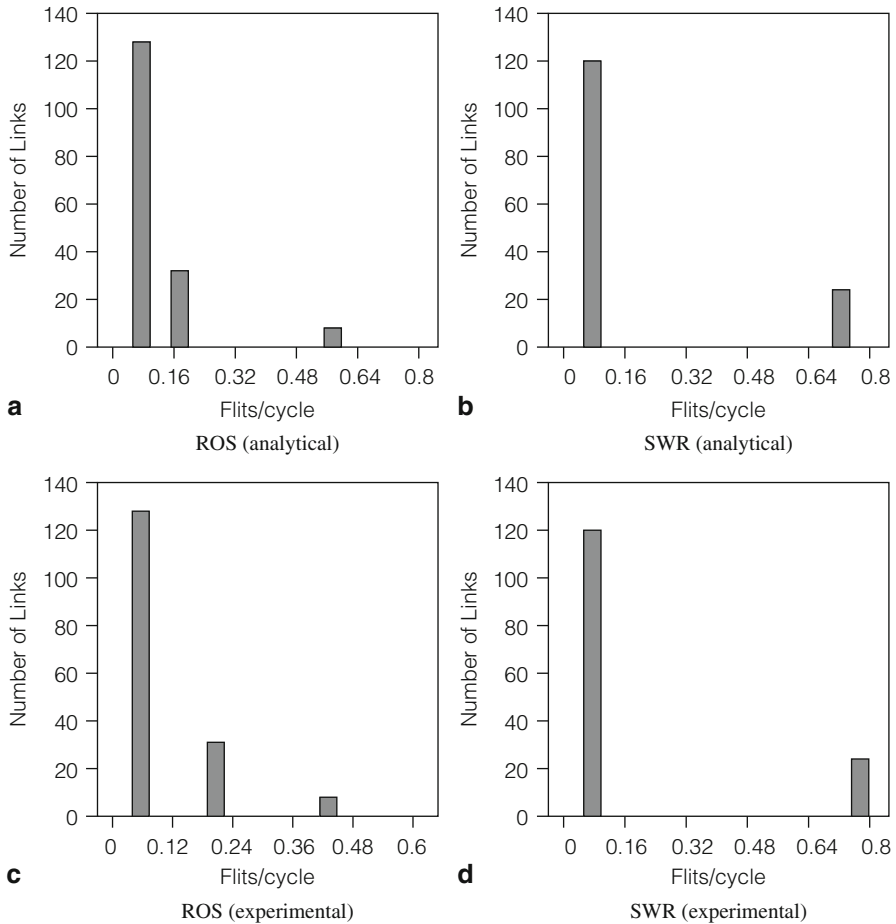 140
120
100
80
60
40
20
0
Number of Links
0 0.16 0.32 0.48 0.64 0.8
Flits/cycle
a
ROS (analytical)
140
120
100
80
60
40
20
0
Number of Links
0 0.16 0.32 0.48 0.64 0.8
Flits/cycle
b
SWR (analytical)
140
120
100
80
60
40
20
0
Number of Links
0 0.12 0.24 0.36 0.48 0.6
Flits/cycle
c
ROS (experimental)
140
120
100
80
60
40
20
0
Number of Links
0 0.16 0.32 0.48 0.64 0.8
Flits/cycle
d
SWR (experimental)